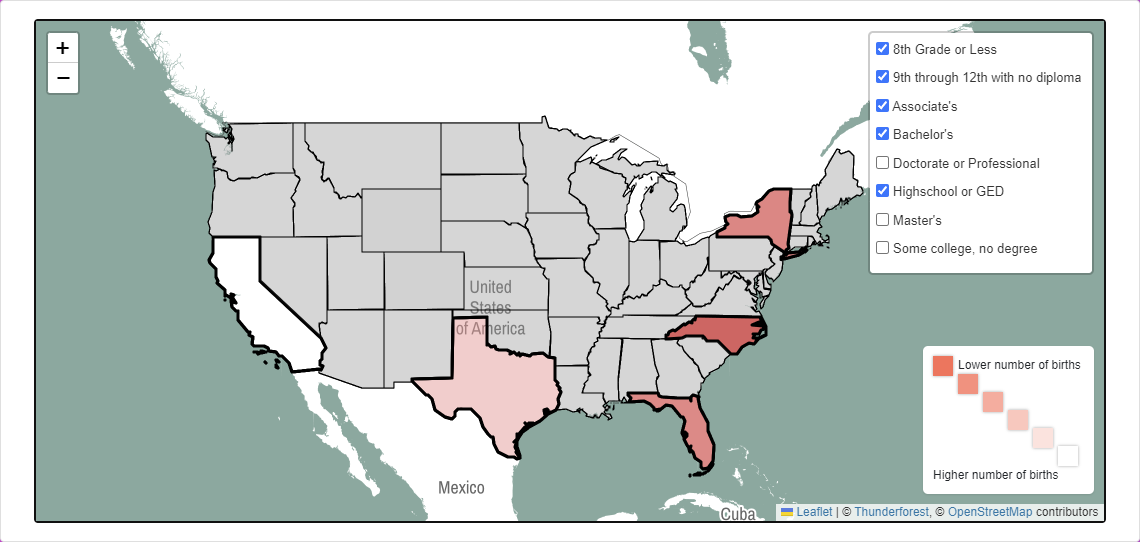 +
−
8th Grade or Less
9th through 12th with no diploma
Associate's
Bachelor's
Doctorate or Professional
Highschool or GED
Master's
Some college, no degree
United
States
of America
Mexico
Cuba
Lower number of births
Higher number of births
Leaflet | © Thunderforest, © OpenStreetMap contributors